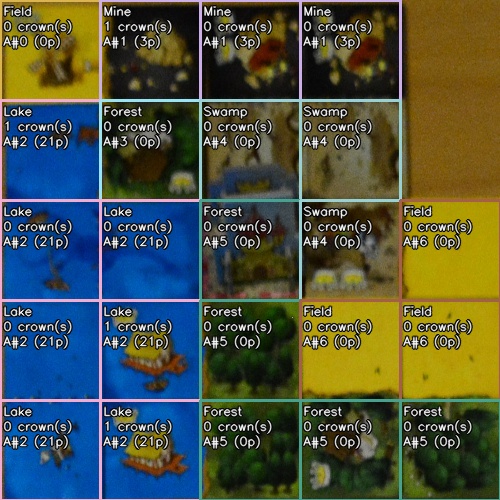 Field
0 crown(s)
A#0 (0p)
Mine
1 crown(s)
A#1 (3p)
Mine
0 crown(s)
A#1 (3p)
Mine
0 crown(s)
A#1 (3p)
Lake
1 crown(s)
A#2 (21p)
Forest
0 crown(s)
A#3 (0p)
Swamp
0 crown(s)
A#4 (0p)
Swamp
0 crown(s)
A#4 (0p)
Lake
0 crown(s)
A#2 (21p)
Lake
0 crown(s)
A#2 (21p)
Forest
0 crown(s)
A#5 (0p)
Swamp
0 crown(s)
A#4 (0p)
Field
0 crown(s)
A#6 (0p)
Lake
0 crown(s)
A#2 (21p)
Lake
1 crown(s)
A#2 (21p)
Forest
0 crown(s)
A#5 (0p)
Field
0 crown(s)
A#6 (0p)
Field
0 crown(s)
A#6 (0p)
Lake
0 crown(s)
A#2 (21p)
Lake
1 crown(s)
A#2 (21p)
Forest
0 crown(s)
A#5 (0p)
Forest
0 crown(s)
A#5 (0p)
Forest
0 crown(s)
A#5 (0p)